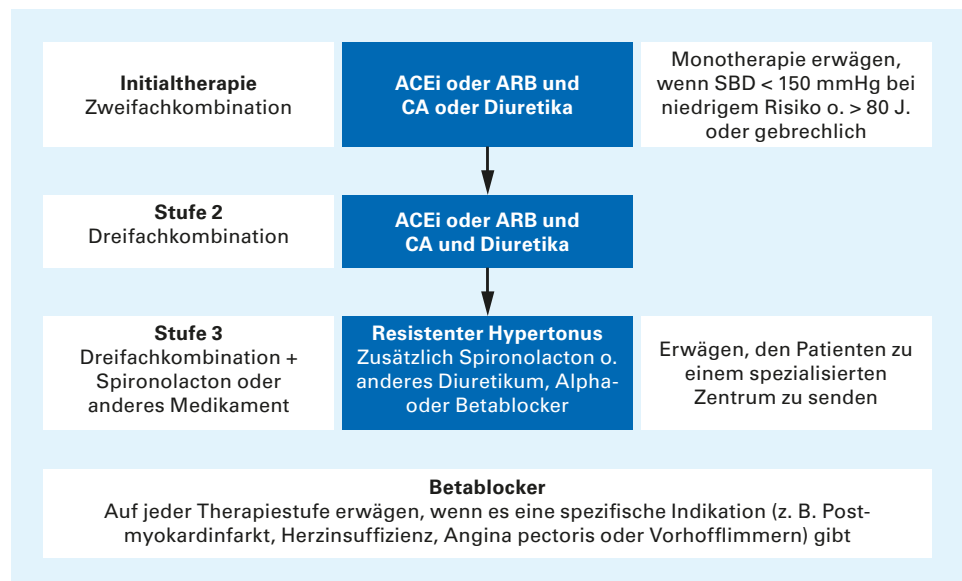 Initialtherapie
Zweifachkombination
ACEi oder ARB und
CA oder Diuretika
Monotherapie erwägen,
wenn SBD < 150 mmHg bei
niedrigem Risiko o. > 80 J.
oder gebrechlich
Stufe 2
Dreifachkombination
ACEi oder ARB und
CA und Diuretika
Stufe 3
Dreifachkombination +
Spironolacton oder
anderes Medikament
Resistenter Hypertonus
Zusätzlich Spironolacton o.
anderes Diuretikum, Alpha-
oder Betablocker
Erwägen, den Patienten zu
einem spezialisierten
Zentrum zu senden
Betablocker
Auf jeder Therapiestufe erwägen, wenn es eine spezifische Indikation (z. B. Post-
myokardinfarkt, Herzinsuffizienz, Angina pectoris oder Vorhofflimmern) gibt